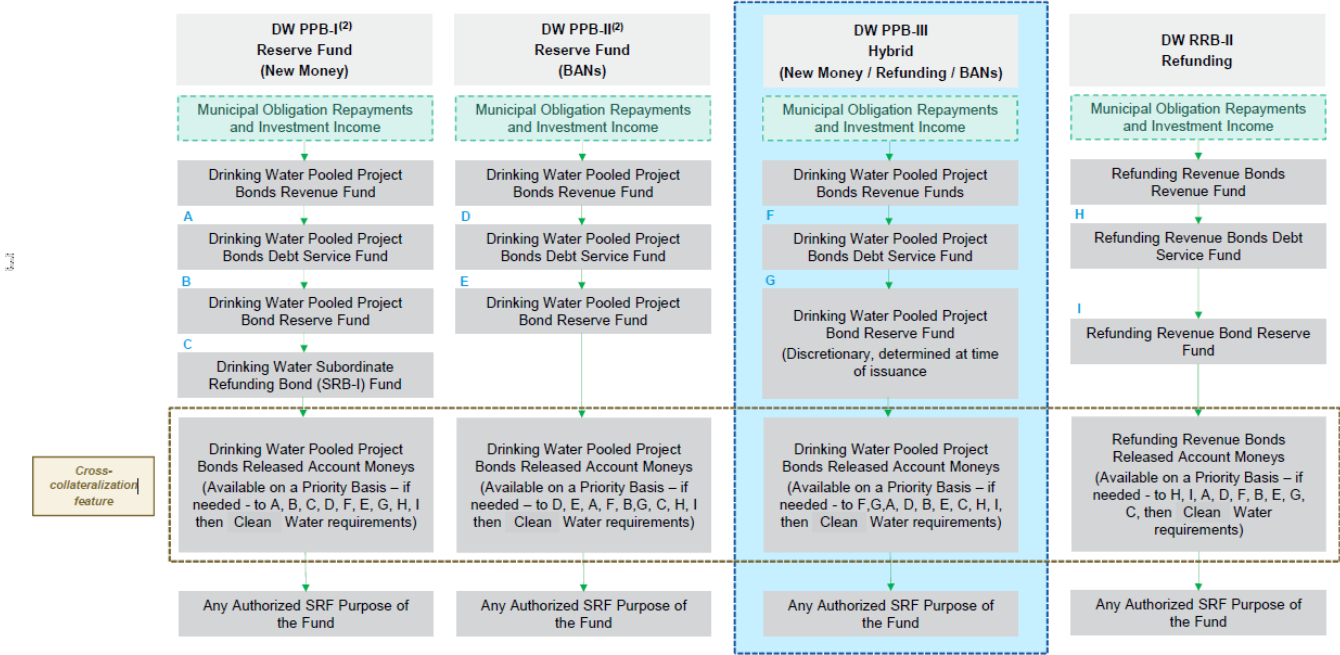 DW PPB-I(2)
Reserve Fund
(New Money)
Municipal Obligation Repayments
and Investment Income
Drinking Water Pooled Project
Bonds Revenue Fund
A
Drinking Water Pooled Project
Bonds Debt Service Fund
B
Drinking Water Pooled Project
Bond Reserve Fund
C
Drinking Water Subordinate
Refunding Bond (SRB-I) Fund
DW PPB-II(2)
Reserve Fund
(BANs)
Municipal Obligation Repayments
and Investment Income
Drinking Water Pooled Project
Bonds Revenue Fund
D
Drinking Water Pooled Project
Bonds Debt Service Fund
E
Drinking Water Pooled Project
Bond Reserve Fund
DW PPB-III
Hybrid
(New Money / Refunding / BANs)
Municipal Obligation Repayments
and Investment Income
Drinking Water Pooled Project
Bonds Revenue Funds
F
Drinking Water Pooled Project
Bonds Debt Service Fund
G
Drinking Water Pooled Project
Bond Reserve Fund
(Discretionary, determined at time
of issuance
DW RRB-II
Refunding
Municipal Obligation Repayments
and Investment Income
Refunding Revenue Bonds
Revenue Fund
H
Refunding Revenue Bonds Debt
Service Fund
I
Refunding Revenue Bond Reserve
Fund
Cross-
collateralization
feature
Drinking Water Pooled Project
Bonds Released Account Moneys
(Available on a Priority Basis – if
needed - to A, B, C, D, F, E, G, H, I
then Clean Water requirements)
Drinking Water Pooled Project
Bonds Released Account Moneys
(Available on a Priority Basis – if
needed – to D, E, A, F, B,G, C, H, I
then Clean Water requirements)
Drinking Water Pooled Project
Bonds Released Account Moneys
(Available on a Priority Basis – if
needed - to F,G,A, D, B, E, C, H, I,
then Clean Water requirements)
Refunding Revenue Bonds
Released Account Moneys
(Available on a Priority Basis – if
needed - to H, I, A, D, F, B, E, G,
C, then Clean Water
requirements)
Any Authorized SRF Purpose of
the Fund
Any Authorized SRF Purpose of
the Fund
Any Authorized SRF Purpose of
the Fund
Any Authorized SRF Purpose of
the Fund